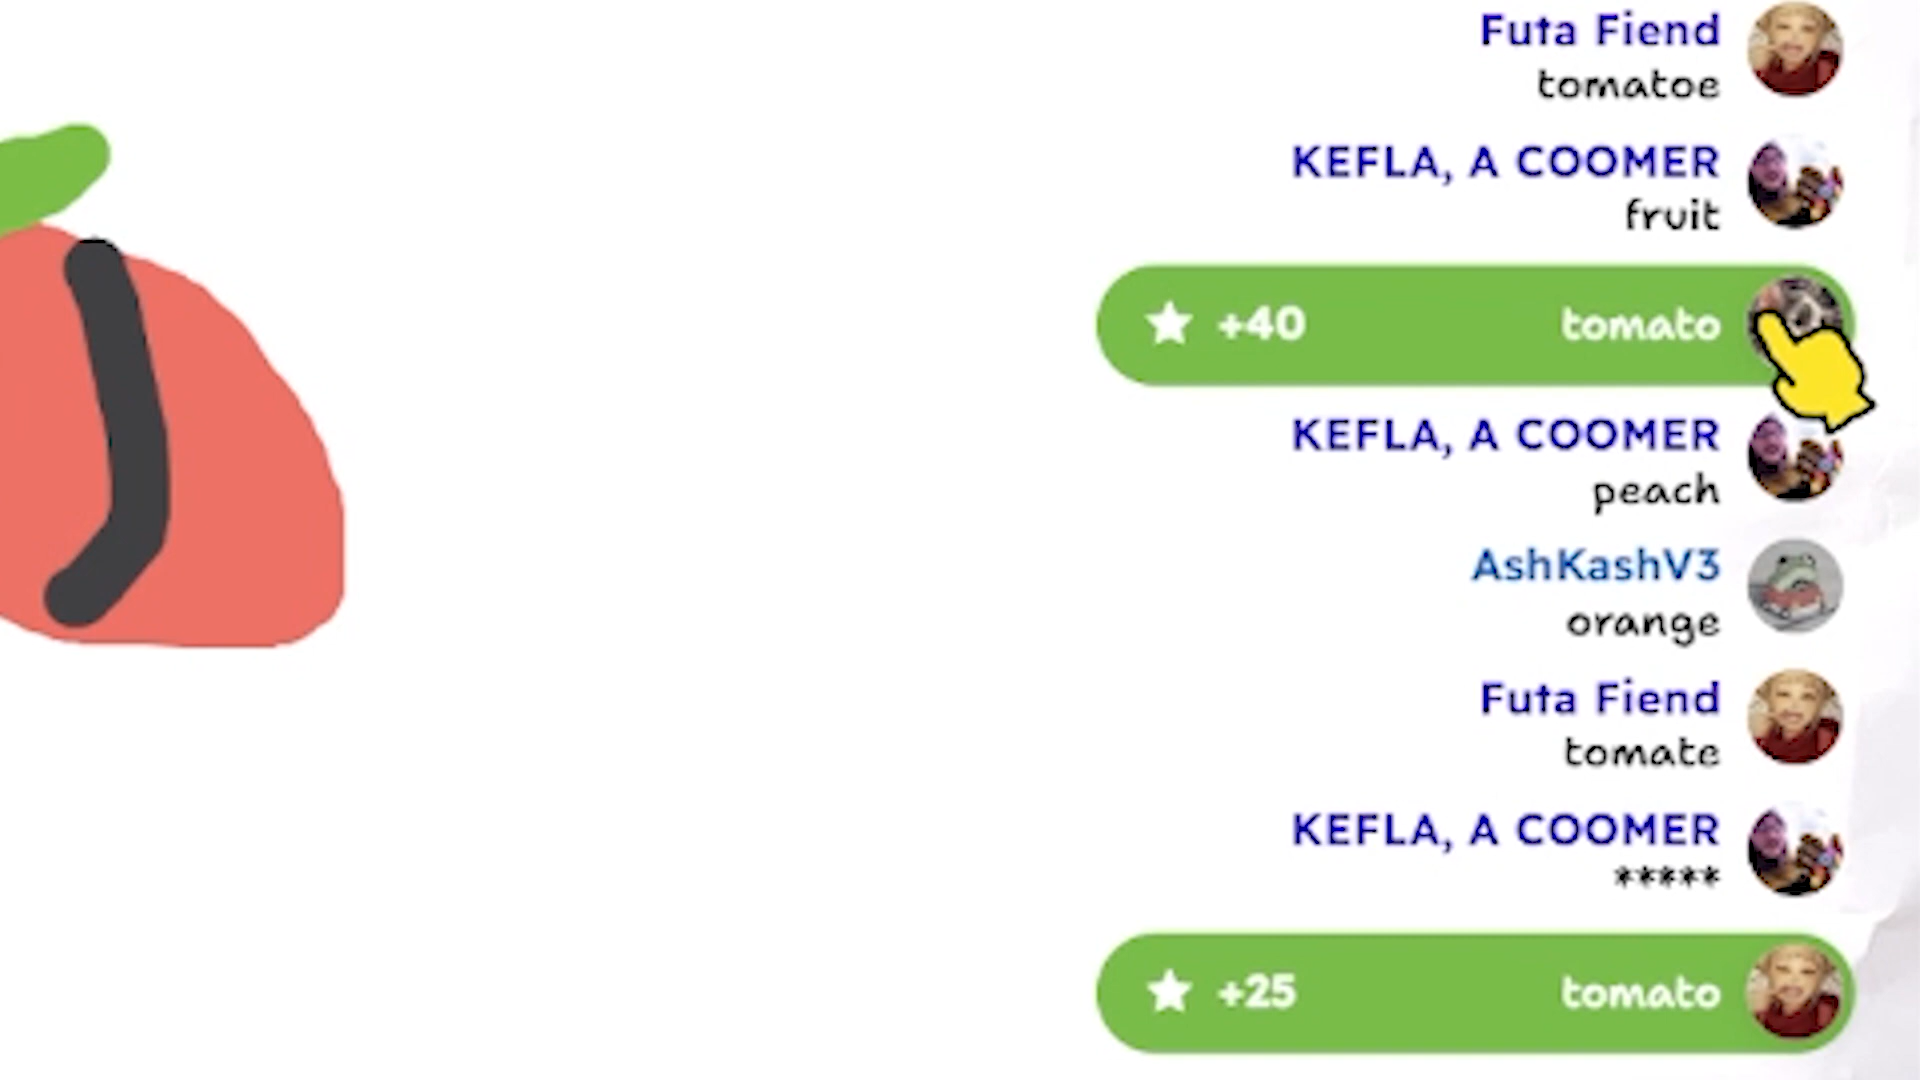 Futa Fiend
tomatoe
KEFLA, A COOMER
fruit
+40 tomato
KEFLA, A COOMER
peach
AshKashV3
orange
Futa Fiend
tomate
KEFLA, A COOMER
*****
+25 tomato